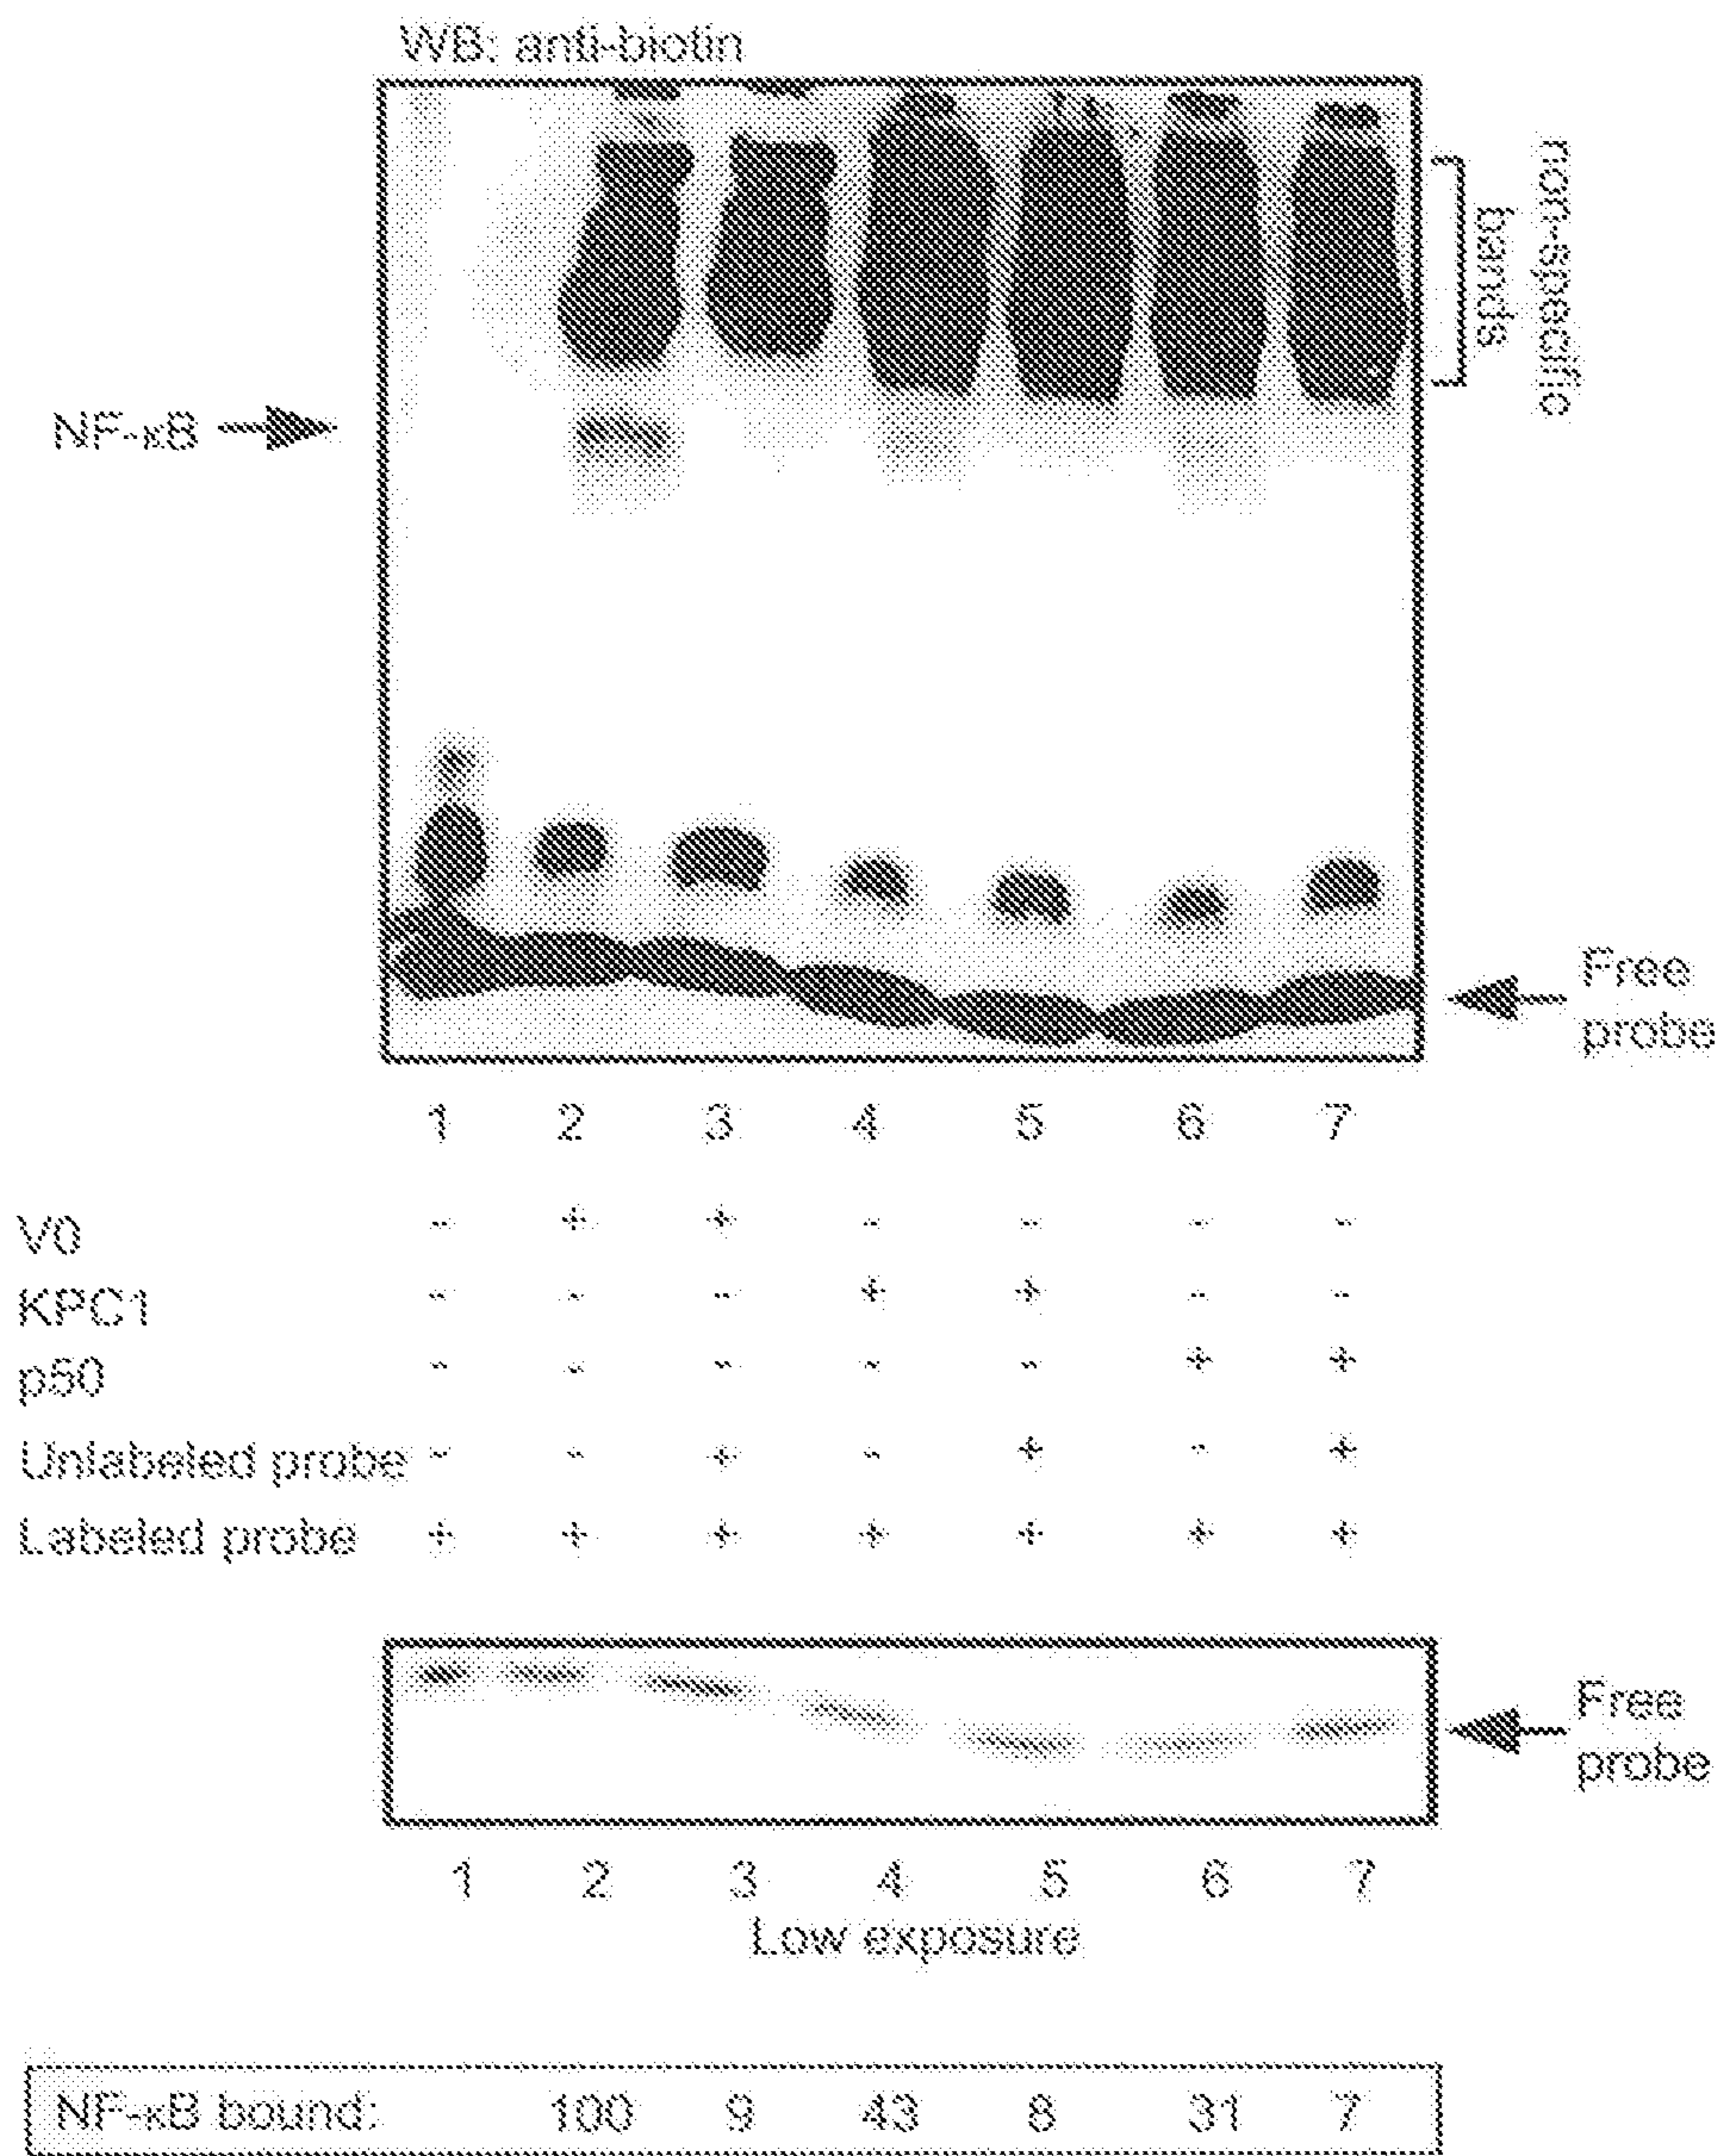 WB: anti-biotin
non-specific
bands
NF-κB
Free
probe
1 2 3 4 5 6 7
V0 - + + - - - -
KPC1 - - - + + - -
p50 - - - - - + +
Unlabeled probe - - + - + - +
Labeled probe + + + + + + +
Free
probe
1 2 3 4 5 6 7
Low exposure
NF-κB bound: 100 9 43 8 31 7